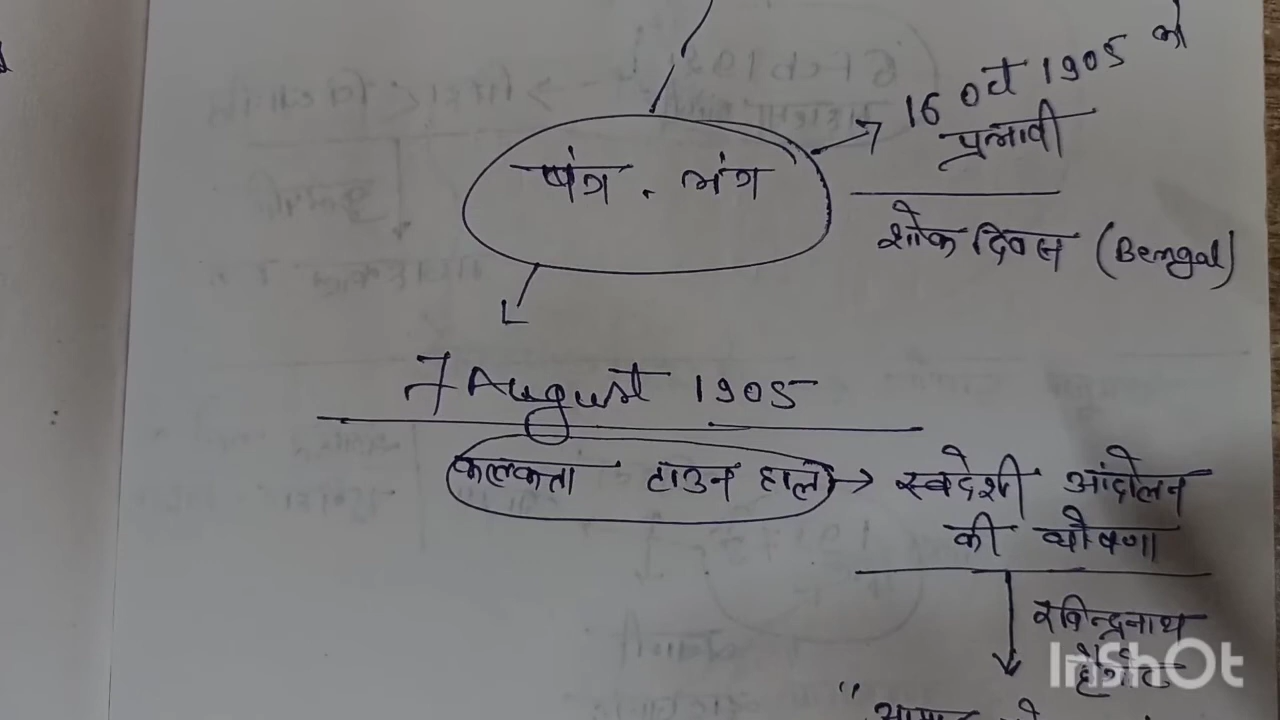 16 oct 1905 को
प्रभावी
बंग . भंग
शोक दिवस (Bengal)
7 August 1905
कलकत्ता टाउन हाल → स्वदेशी आंदोलन
की घोषणा
रविन्द्रनाथ
InShOt